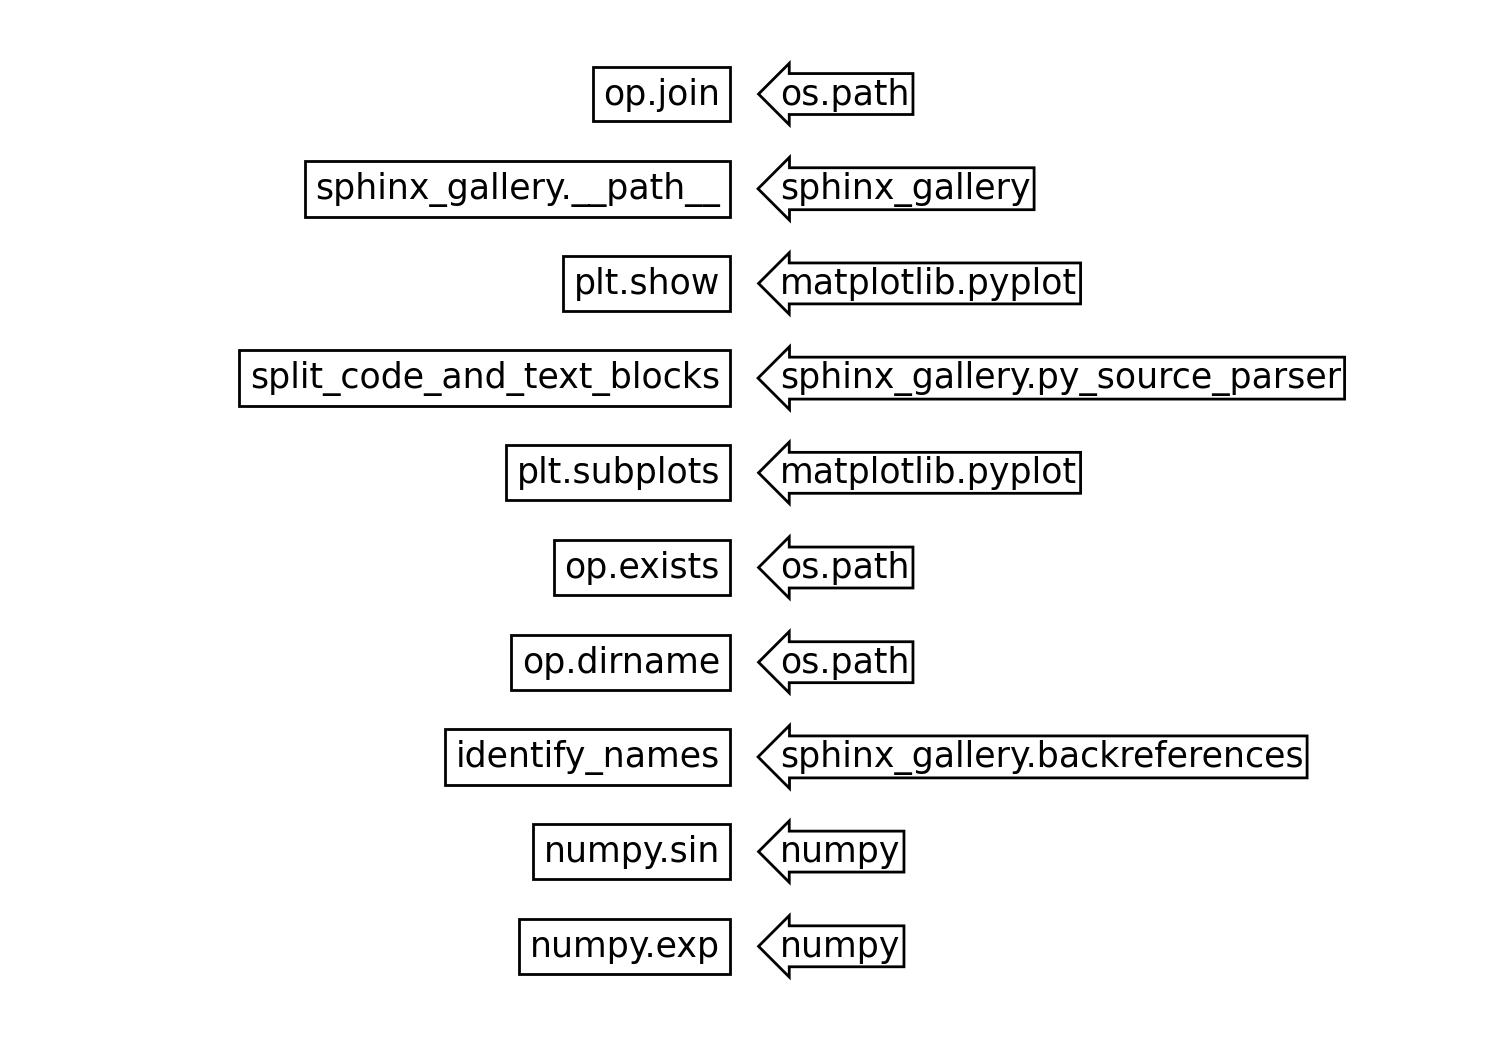 op.join os.path
sphinx_gallery.__path__ sphinx_gallery
plt.show matplotlib.pyplot
split_code_and_text_blocks sphinx_gallery.py_source_parser
plt.subplots matplotlib.pyplot
op.exists os.path
op.dirname os.path
identify_names sphinx_gallery.backreferences
numpy.sin numpy
numpy.exp numpy